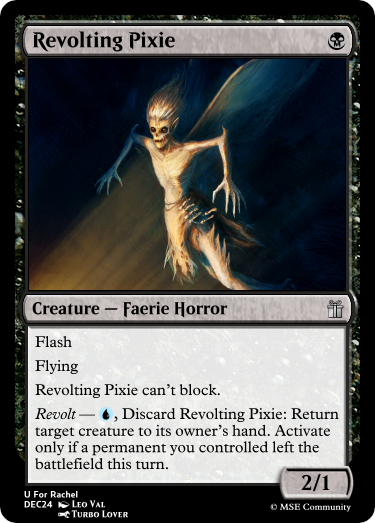 Revolting Pixie
Creature — Faerie Horror
Flash
Flying
Revolting Pixie can't block.
Revolt — , Discard Revolting Pixie: Return
target creature to its owner's hand. Activate
only if a permanent you controlled left the
battlefield this turn.
2/1
U For Rachel
DEC24 Leo Val
Turbo Lover
© MSE Community